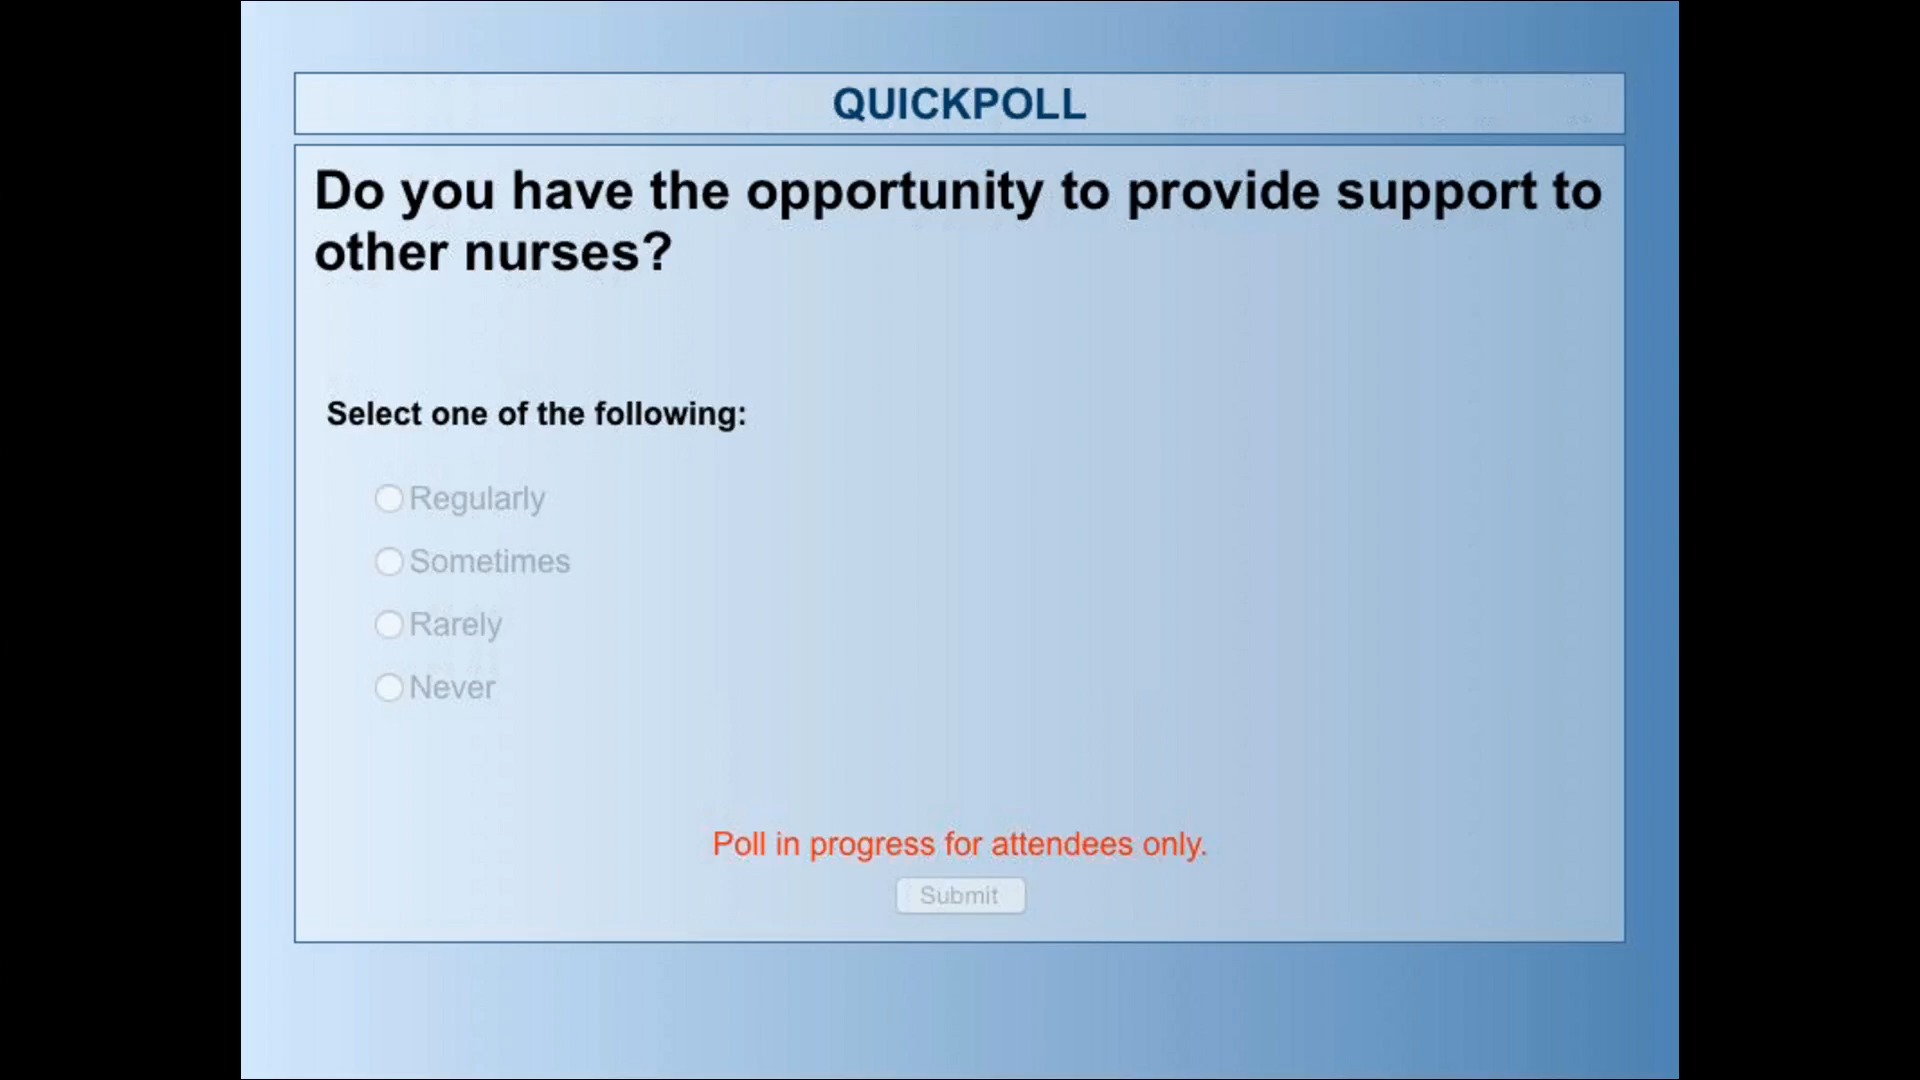 QUICKPOLL
Do you have the opportunity to provide support to
other nurses?
Select one of the following:
Regularly
Sometimes
Rarely
Never
Poll in progress for attendees only.
Submit